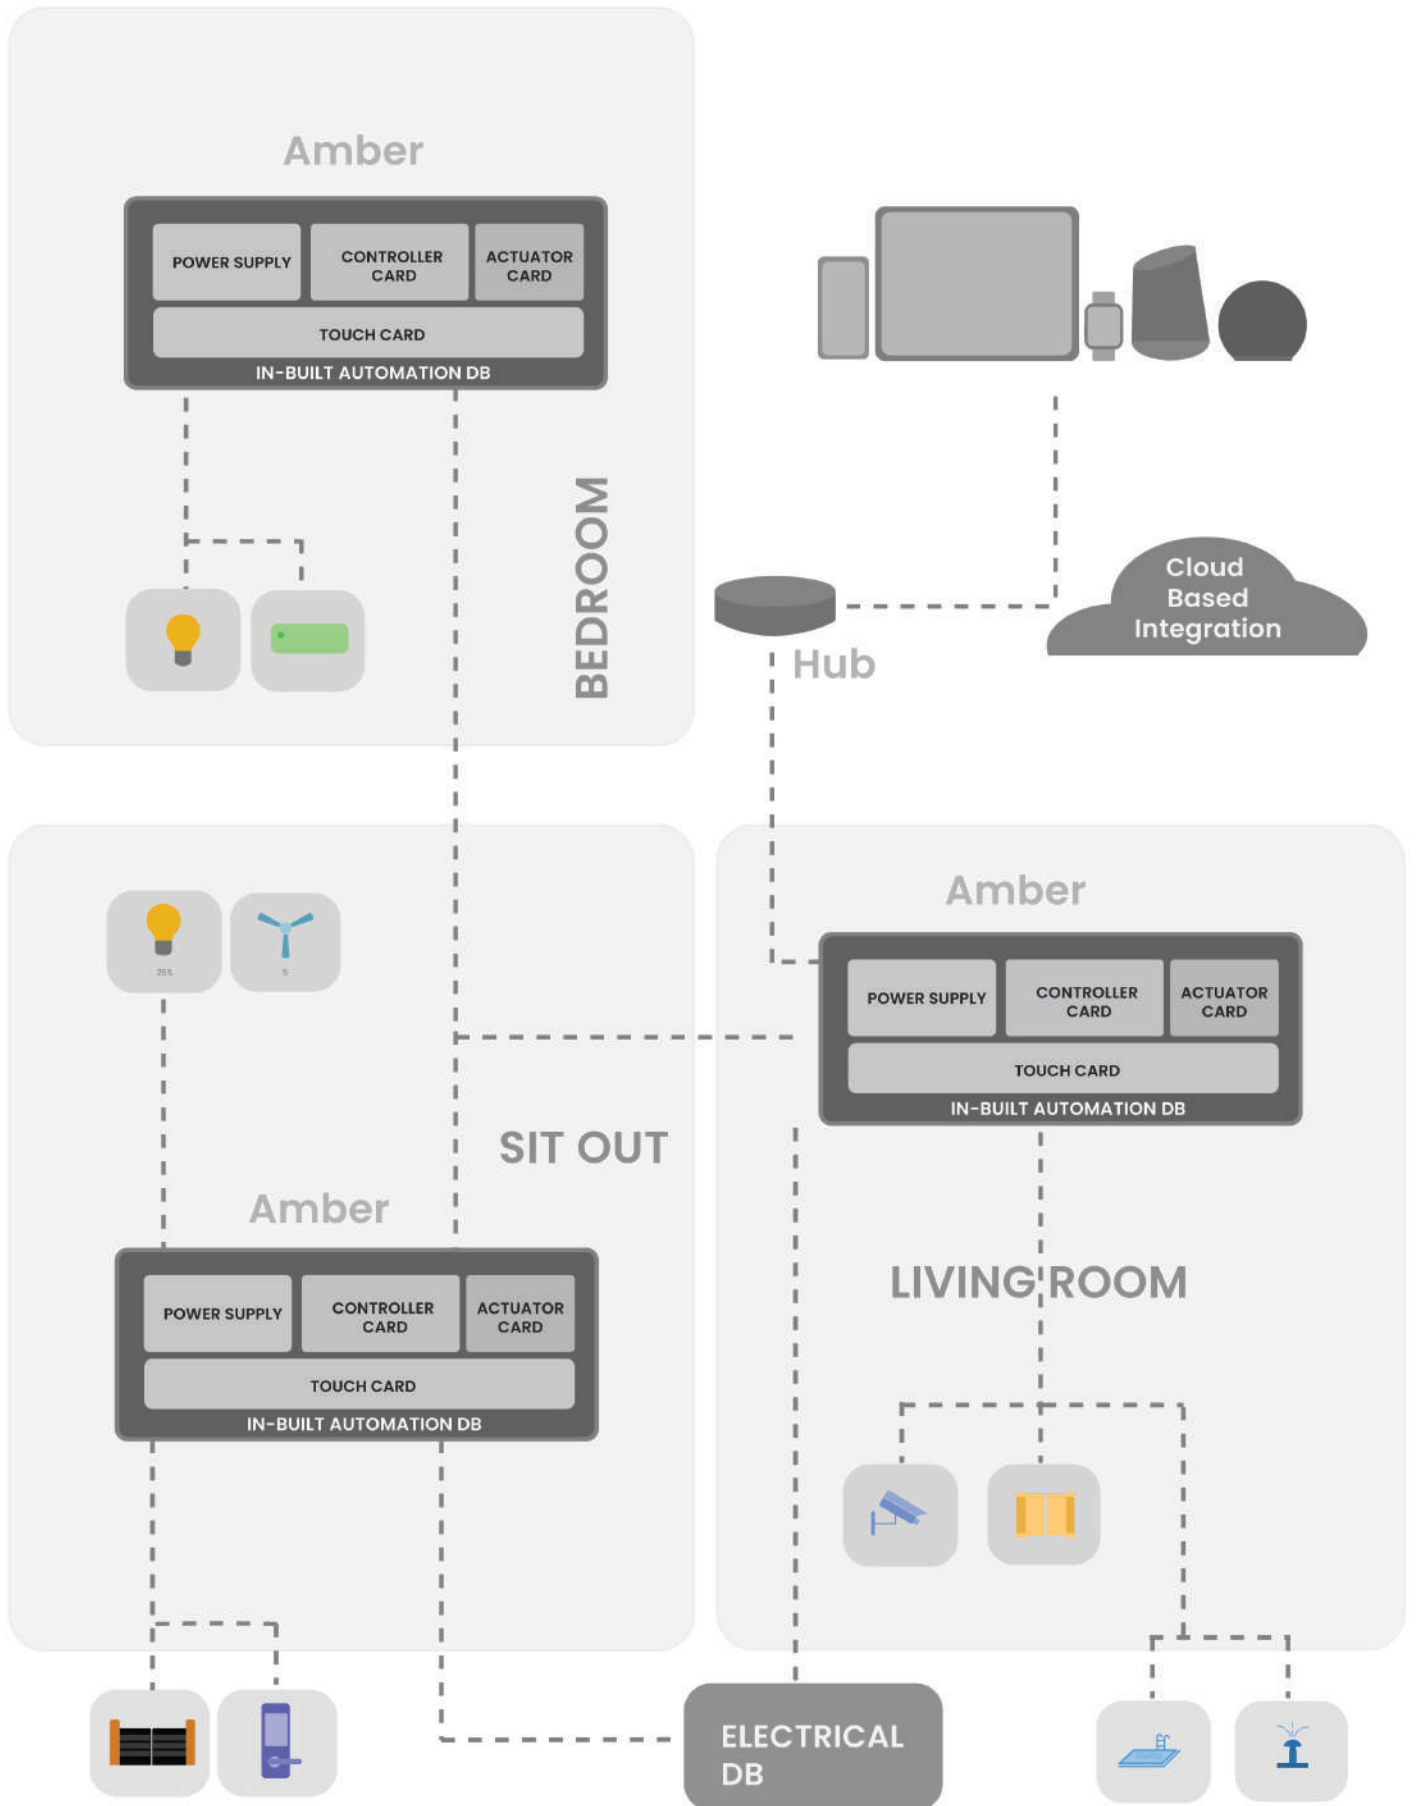 Amber
POWER SUPPLY
CONTROLLER
CARD
ACTUATOR
CARD
TOUCH CARD
IN-BUILT AUTOMATION DB
BEDROOM
Cloud
Based
Integration
Hub
25%
5
SIT OUT
Amber
POWER SUPPLY
CONTROLLER
CARD
ACTUATOR
CARD
TOUCH CARD
IN-BUILT AUTOMATION DB
Amber
POWER SUPPLY
CONTROLLER
CARD
ACTUATOR
CARD
TOUCH CARD
IN-BUILT AUTOMATION DB
LIVING ROOM
ELECTRICAL
DB